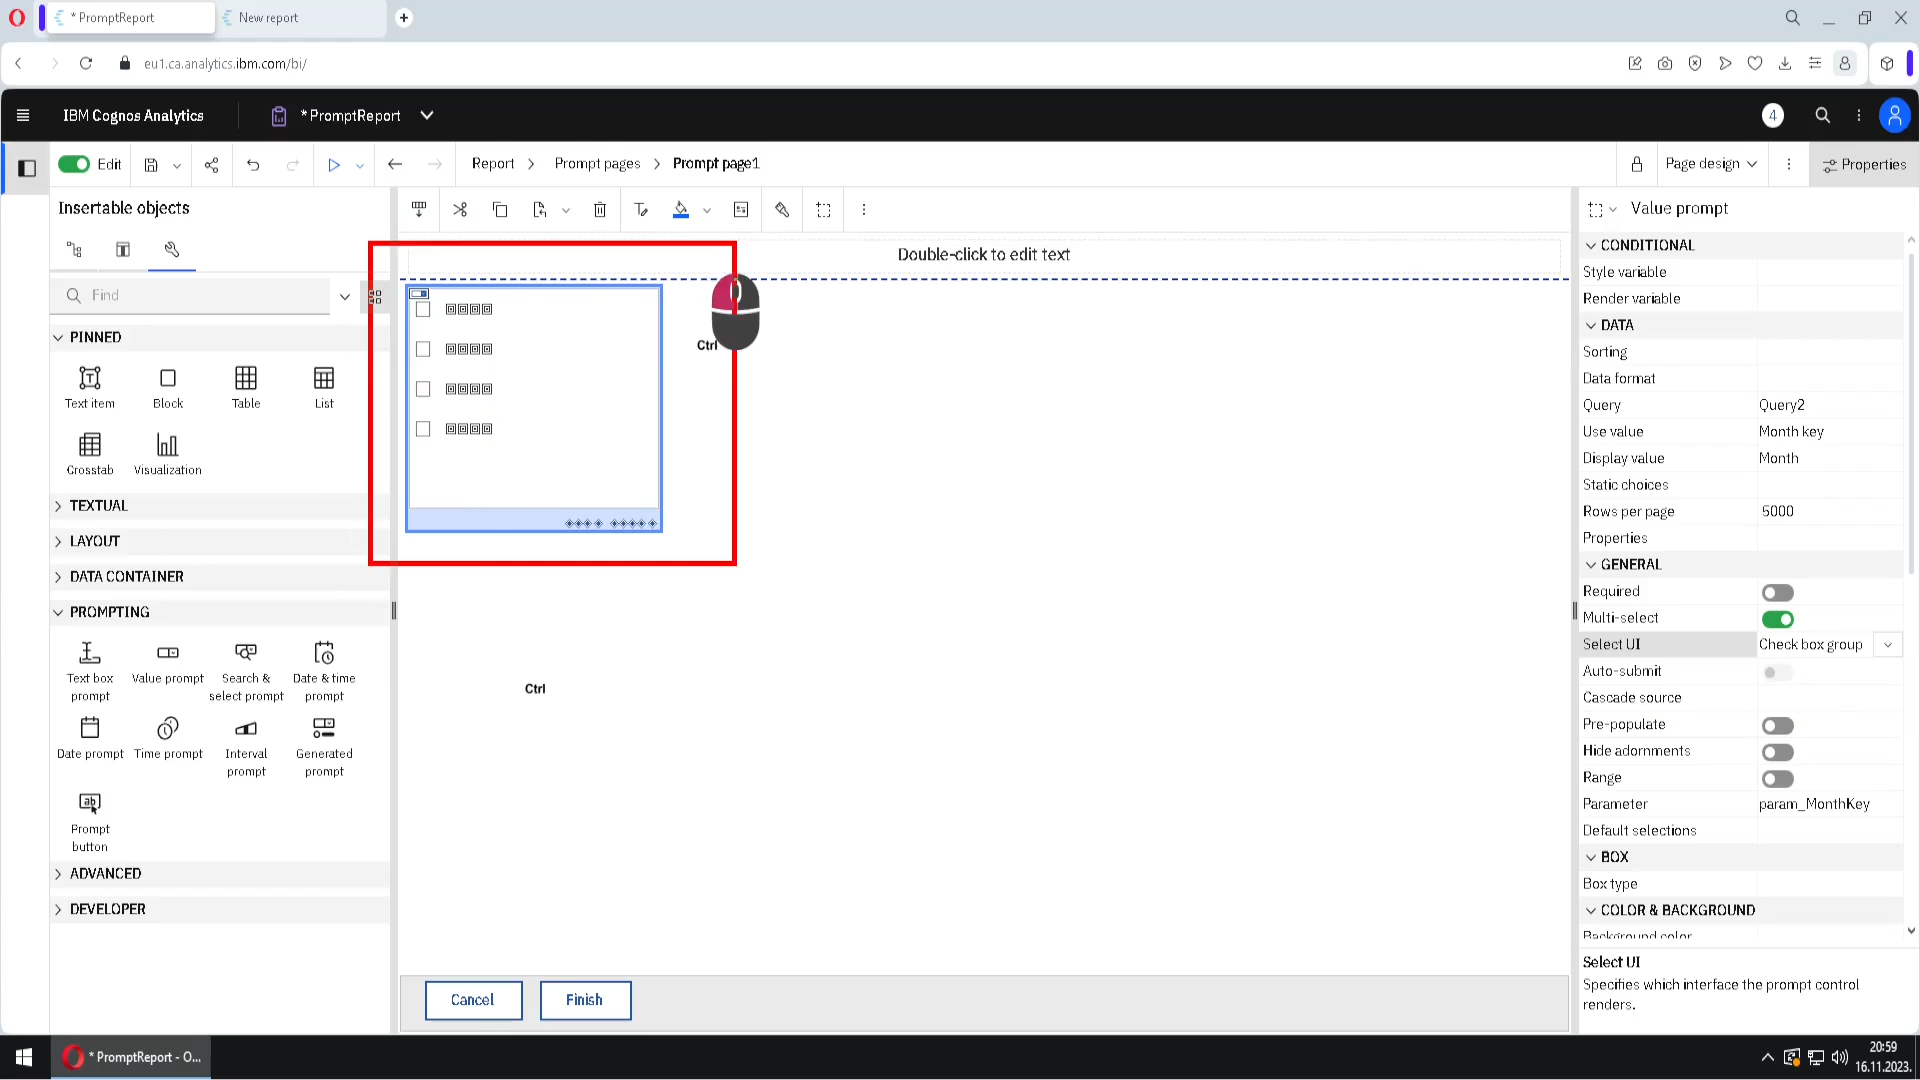 * PromptReport
New report
eu1.ca.analytics.ibm.com/bi/
IBM Cognos Analytics
* PromptReport
4
Edit
Report > Prompt pages > Prompt page1
Page design
Properties
Insertable objects
Find
PINNED
Text item
Block
Table
List
Crosstab
Visualization
TEXTUAL
LAYOUT
DATA CONTAINER
PROMPTING
Text box prompt
Value prompt
Search & select prompt
Date & time prompt
Date prompt
Time prompt
Interval prompt
Generated prompt
Prompt button
ADVANCED
DEVELOPER
Double-click to edit text
Ctrl
Ctrl
Cancel
Finish
Value prompt
CONDITIONAL
Style variable
Render variable
DATA
Sorting
Data format
Query Query2
Use value Month key
Display value Month
Static choices
Rows per page 5000
Properties
GENERAL
Required
Multi-select
Select UI Check box group
Auto-submit
Cascade source
Pre-populate
Hide adornments
Range
Parameter param_MonthKey
Default selections
BOX
Box type
COLOR & BACKGROUND
Background color
Select UI
Specifies which interface the prompt control
renders.
* PromptReport - O...
20:59
16.11.2023.